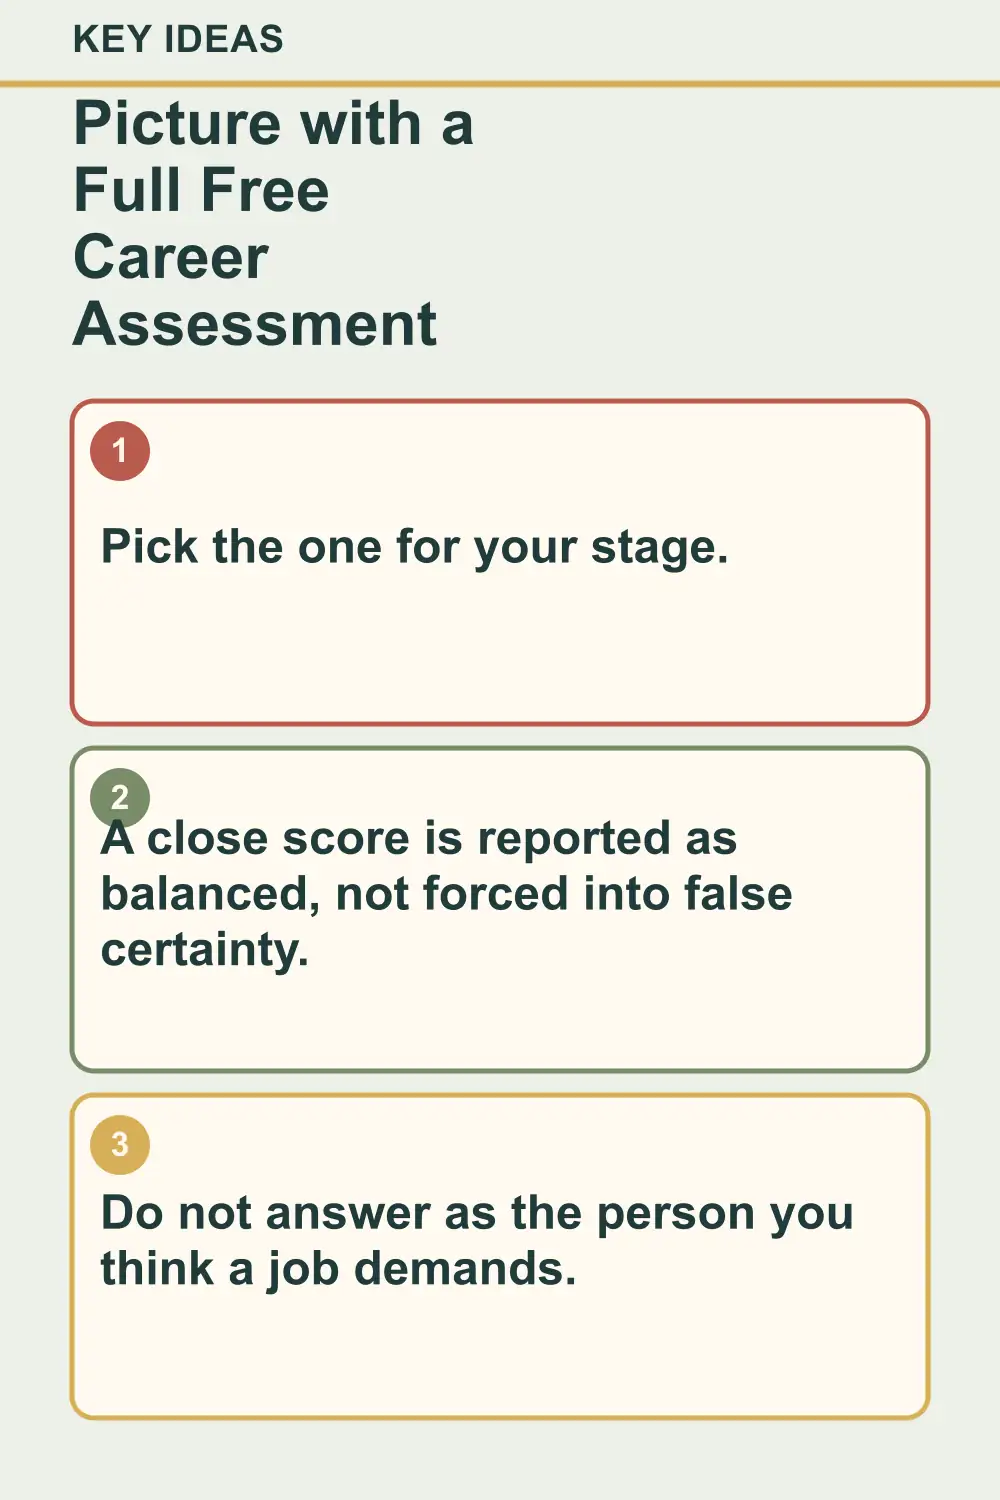 KEY IDEAS
Picture with a
Full Free
Career
Assessment
1
Pick the one for your stage.
2
A close score is reported as
balanced, not forced into false
certainty.
3
Do not answer as the person you
think a job demands.